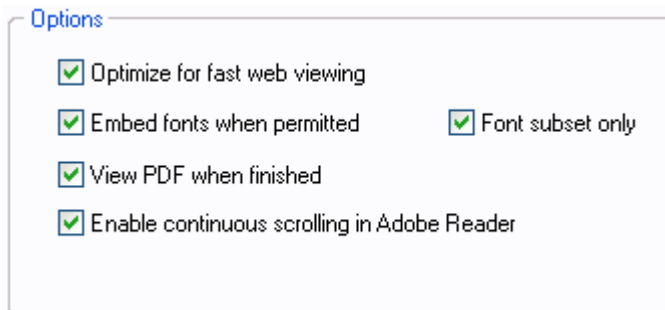 Options
Optimize for fast web viewing
Embed fonts when permitted Font subset only
View PDF when finished
Enable continuous scrolling in Adobe Reader